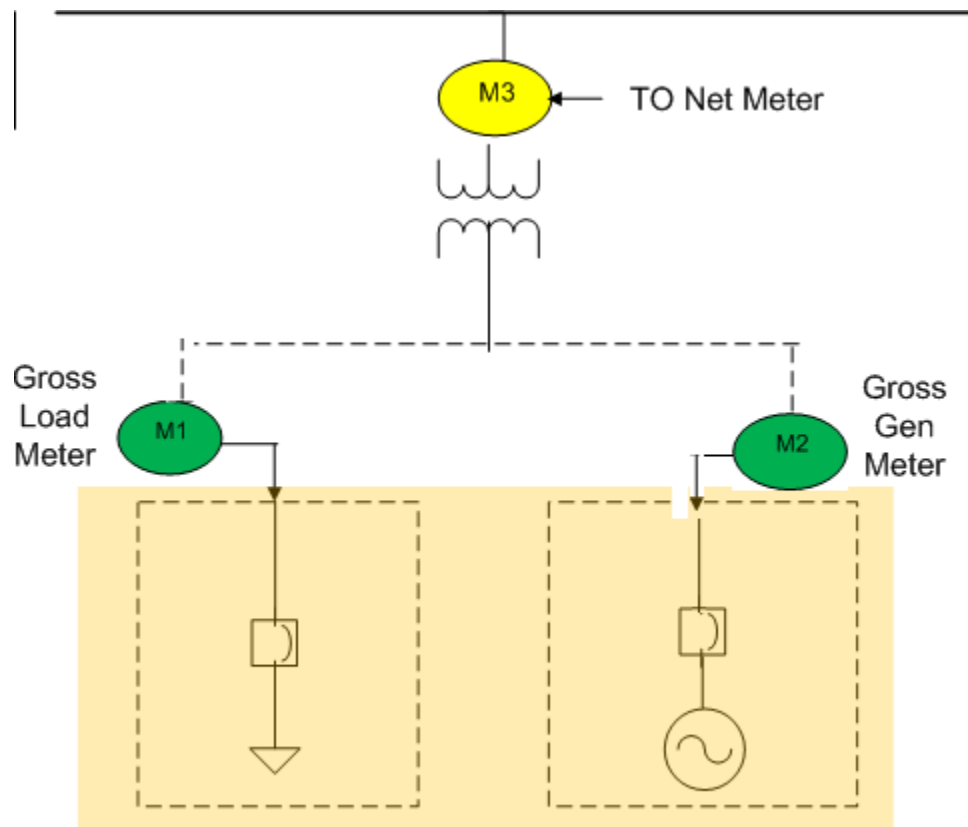 M3
TO Net Meter
Gross
Load
Meter
M1
M2
Gross
Gen
Meter